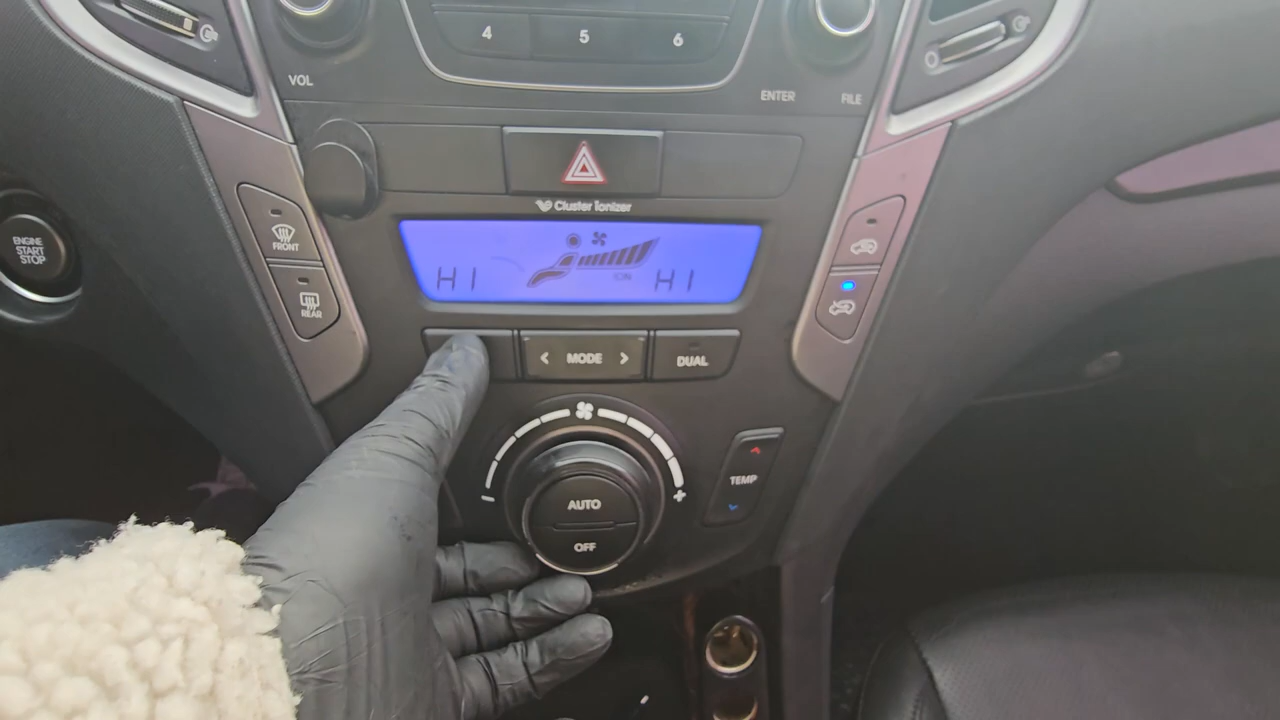 4 5 6
VOL
ENTER FILE
Cluster Ionizer
ENGINE
START
STOP
FRONT
REAR
HI HI
ION
< MODE >
DUAL
AUTO
TEMP
OFF